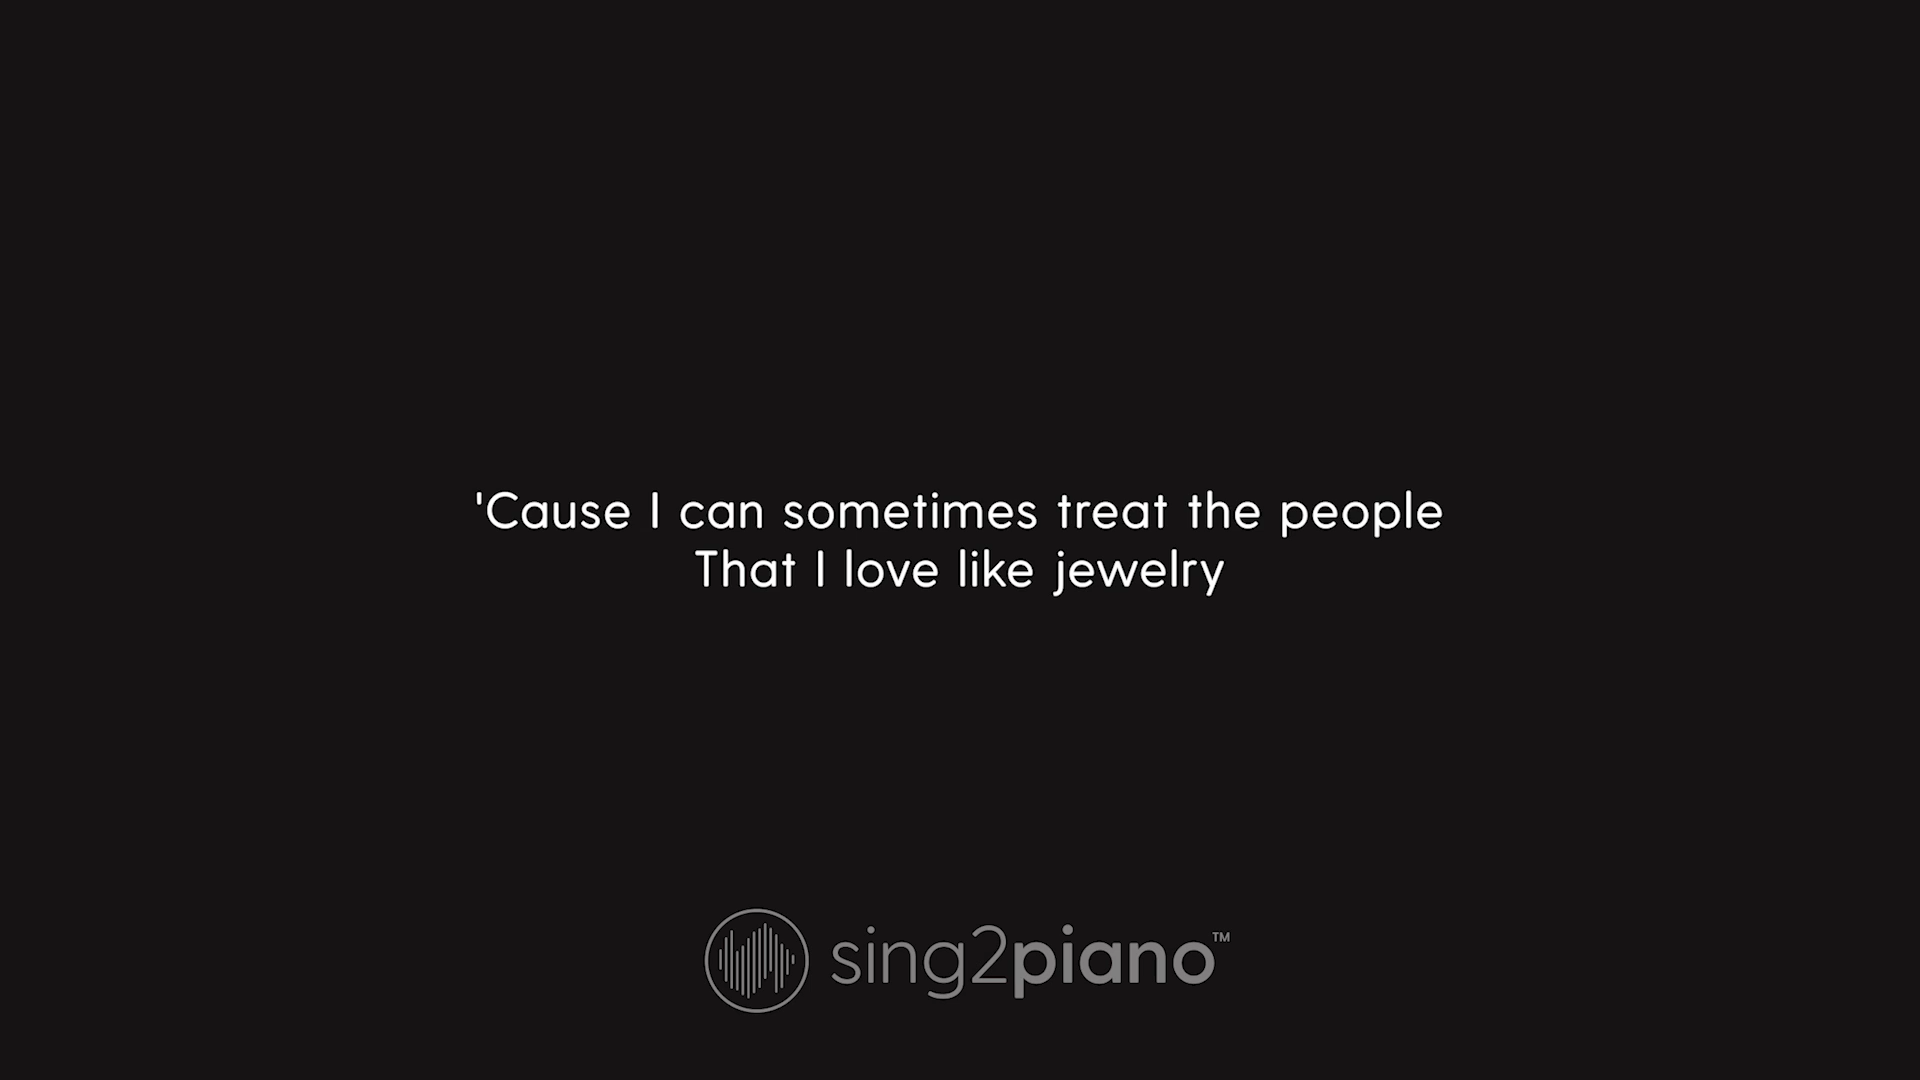 'Cause I can sometimes treat the people
That I love like jewelry
sing2piano™